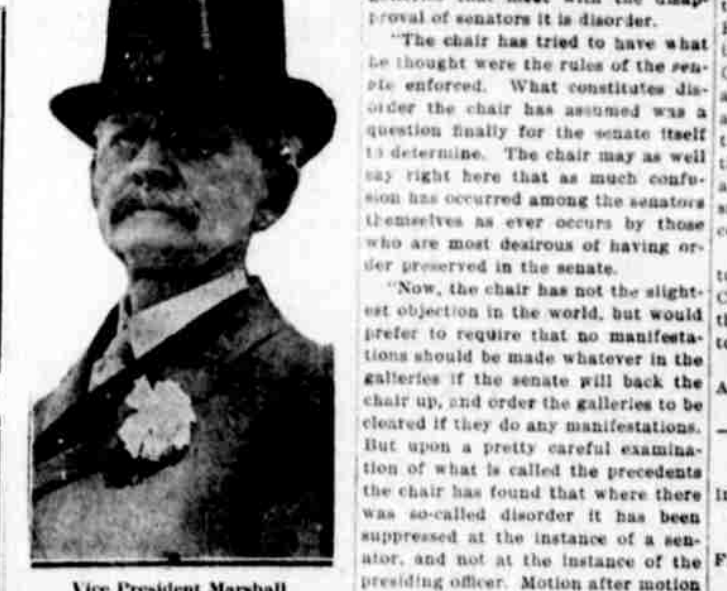 Vice President Marshall
proval of senators it is disorder.
"The chair has tried to have what
he thought were the rules of the sen-
ate enforced. What constitutes dis-
order the chair has assumed was a
question finally for the senate itself
to determine. The chair may as well
say right here that as much confu-
sion has occurred among the senators
themselves as ever occurs by those
who are most desirous of having or-
der preserved in the senate.
"Now, the chair has not the slight-
est objection in the world, but would
prefer to require that no manifesta-
tions should be made whatever in the
galleries if the senate will back the
chair up, and order the galleries to be
cleared if they do any manifestations.
But upon a pretty careful examina-
tion of what is called the precedents
the chair has found that where there
was so-called disorder it has been
suppressed at the instance of a sen-
ator, and not at the instance of the
presiding officer. Motion after motion